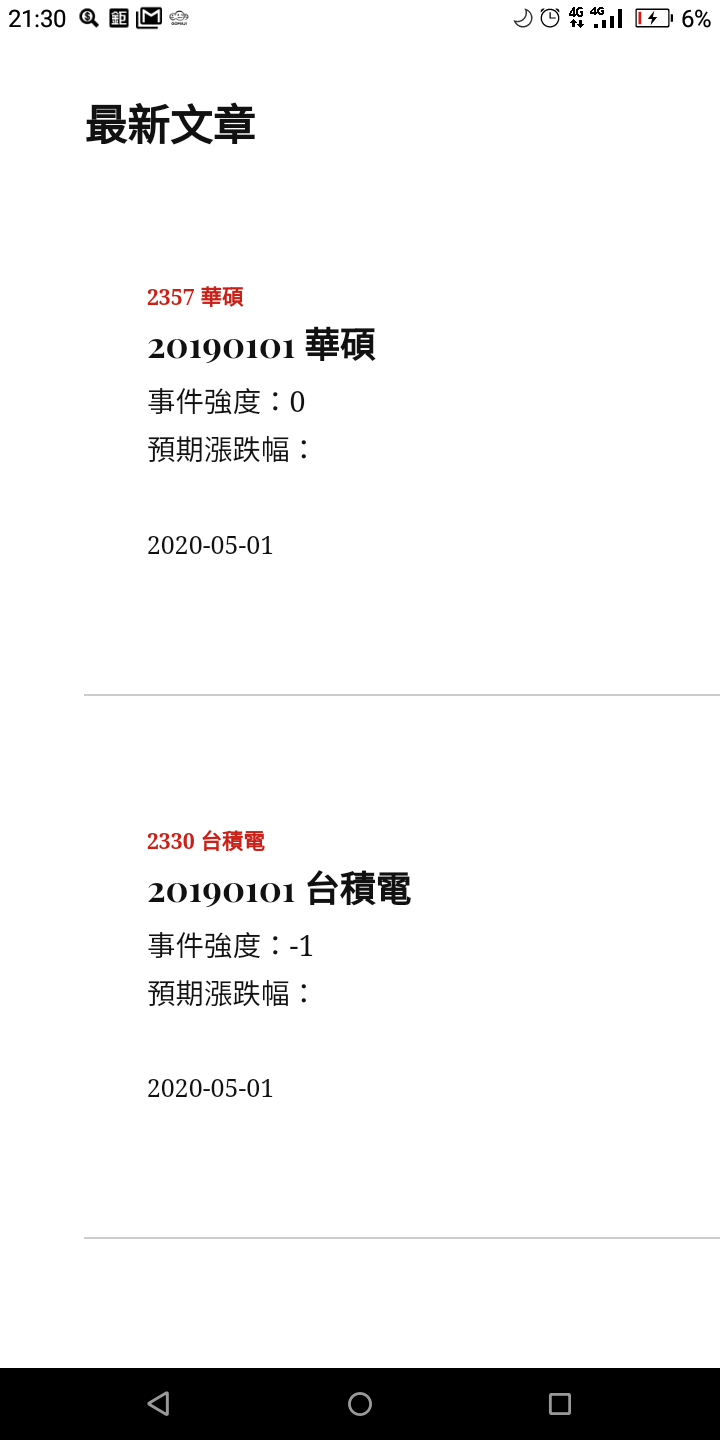 21:30
4G 4G 6%
最新文章
2357 華碩
20190101 華碩
事件強度：0
預期漲跌幅：
2020-05-01
2330 台積電
20190101 台積電
事件強度：-1
預期漲跌幅：
2020-05-01